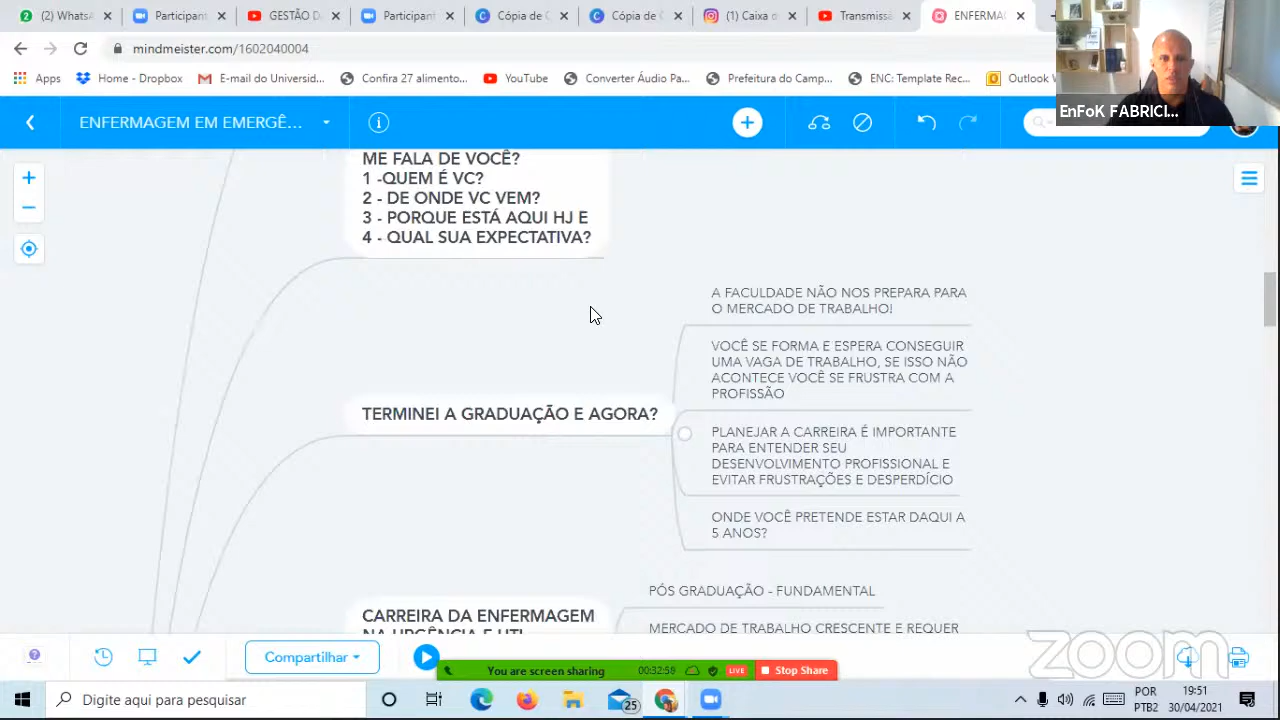 (2) WhatsA
Participant
GESTÃO D
Participant
Cópia de C
Cópia de C
(1) Caixa d
Transmissã
ENFERMA
mindmeister.com/1602040004
Apps
Home - Dropbox
E-mail do Universid...
Confira 27 alimento...
YouTube
Converter Áudio Pa...
Prefeitura do Camp...
ENC: Template Rec...
Outlook W
EnFoK FABRICI...
ENFERMAGEM EM EMERGÊ...
ME FALA DE VOCÊ?
1 -QUEM É VC?
2 - DE ONDE VC VEM?
3 - PORQUE ESTÁ AQUI HJ E
4 - QUAL SUA EXPECTATIVA?
TERMINEI A GRADUAÇÃO E AGORA?
A FACULDADE NÃO NOS PREPARA PARA
O MERCADO DE TRABALHO!
VOCÊ SE FORMA E ESPERA CONSEGUIR
UMA VAGA DE TRABALHO, SE ISSO NÃO
ACONTECE VOCÊ SE FRUSTRA COM A
PROFISSÃO
PLANEJAR A CARREIRA É IMPORTANTE
PARA ENTENDER SEU
DESENVOLVIMENTO PROFISSIONAL E
EVITAR FRUSTRAÇÕES E DESPERDÍCIO
ONDE VOCÊ PRETENDE ESTAR DAQUI A
5 ANOS?
CARREIRA DA ENFERMAGEM
NA URGÊNCIA E UTI
PÓS GRADUAÇÃO - FUNDAMENTAL
MERCADO DE TRABALHO CRESCENTE E REQUER
zoom
Compartilhar
You are screen sharing
00:32:59
LIVE
Stop Share
Digite aqui para pesquisar
25
POR
PTB2
19:51
30/04/2021